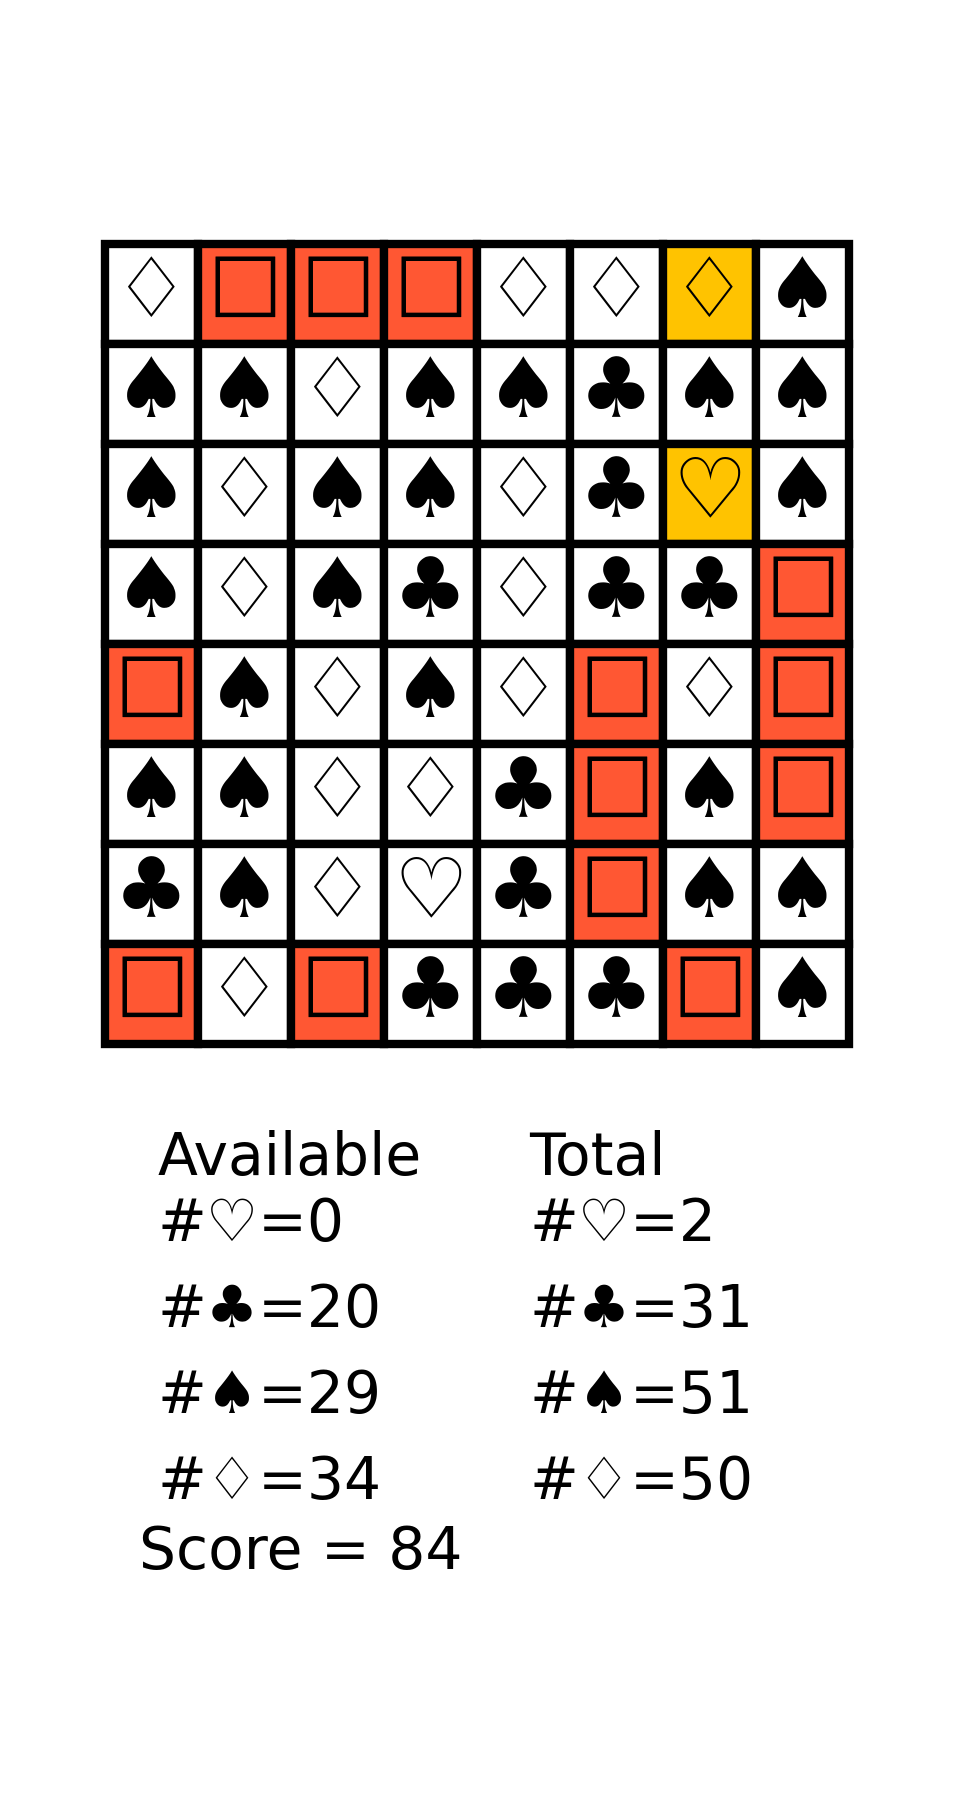 ♢ □ □ □ ♢ ♢ ♢ ♠
♠ ♠ ♢ ♠ ♠ ♣ ♠ ♠
♠ ♢ ♠ ♠ ♢ ♣ ♡ ♠
♠ ♢ ♠ ♣ ♢ ♣ ♣ □
□ ♠ ♢ ♠ ♢ □ ♢ □
♠ ♠ ♢ ♢ ♣ □ ♠ □
♣ ♠ ♢ ♡ ♣ □ ♠ ♠
□ ♢ □ ♣ ♣ ♣ □ ♠
Available Total
#♡=0 #♡=2
#♣=20 #♣=31
#♠=29 #♠=51
#♢=34 #♢=50
Score = 84